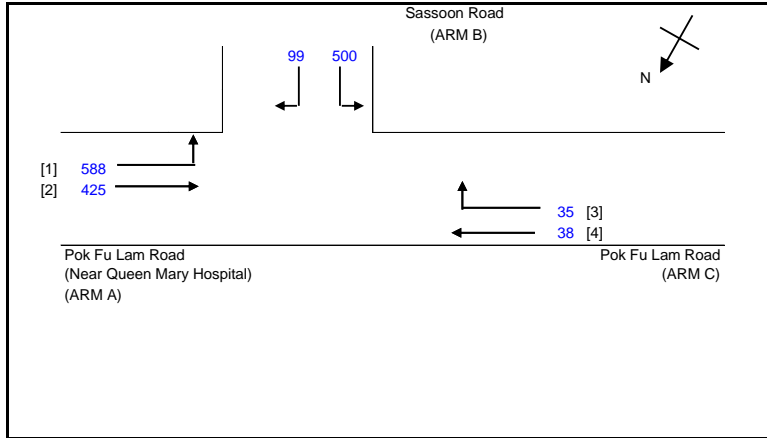 Sassoon Road
(ARM B)
99 500
N
[1] 588
[2] 425
35 [3]
38 [4]
Pok Fu Lam Road
(Near Queen Mary Hospital)
(ARM A)
Pok Fu Lam Road
(ARM C)